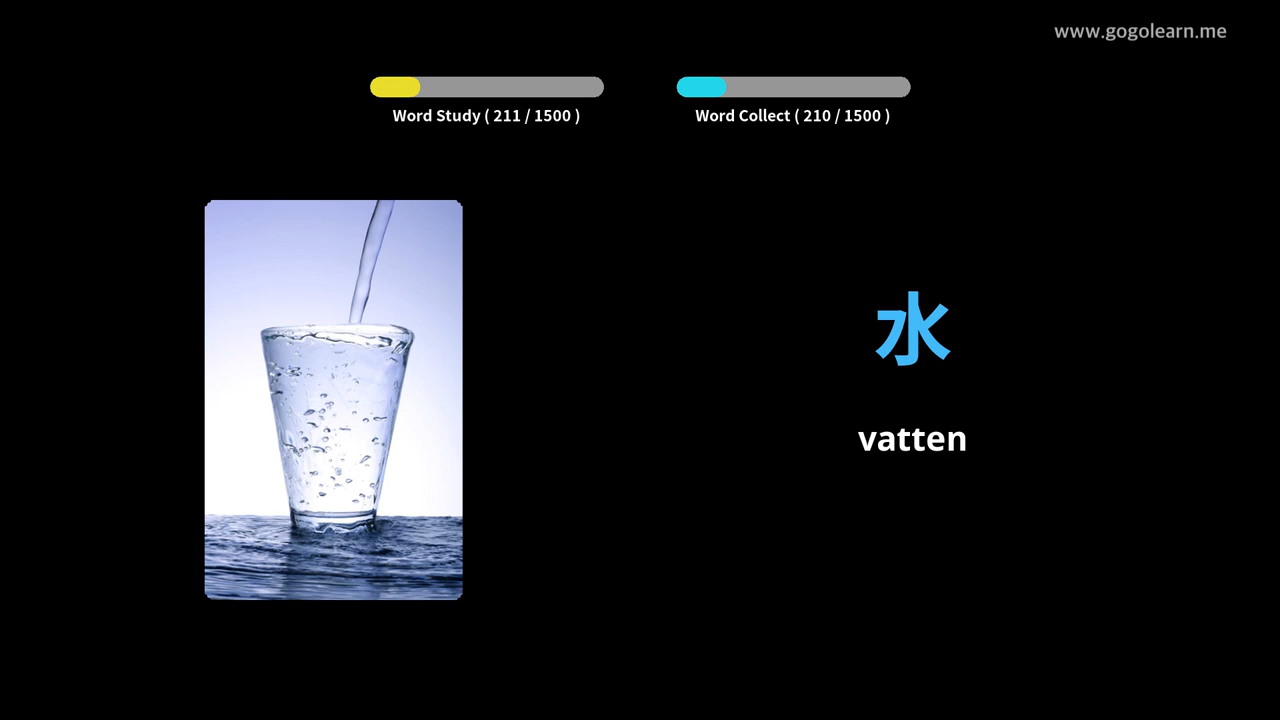 www.gogolearn.me
Word Study ( 211 / 1500 )
Word Collect ( 210 / 1500 )
水
vatten